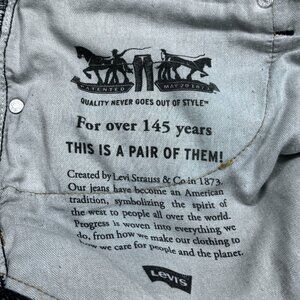 PATENTED MAY 20 1873
QUALITY NEVER GOES OUT OF STYLE™
For over 145 years
THIS IS A PAIR OF THEM!
Created by Levi Strauss & Co in 1873.
Our jeans have become an American
tradition, symbolizing the spirit of
the west to people all over the world.
Progress is woven into everything we
do, from how we make our clothing to
how we care for people and the planet.
LEVI'S